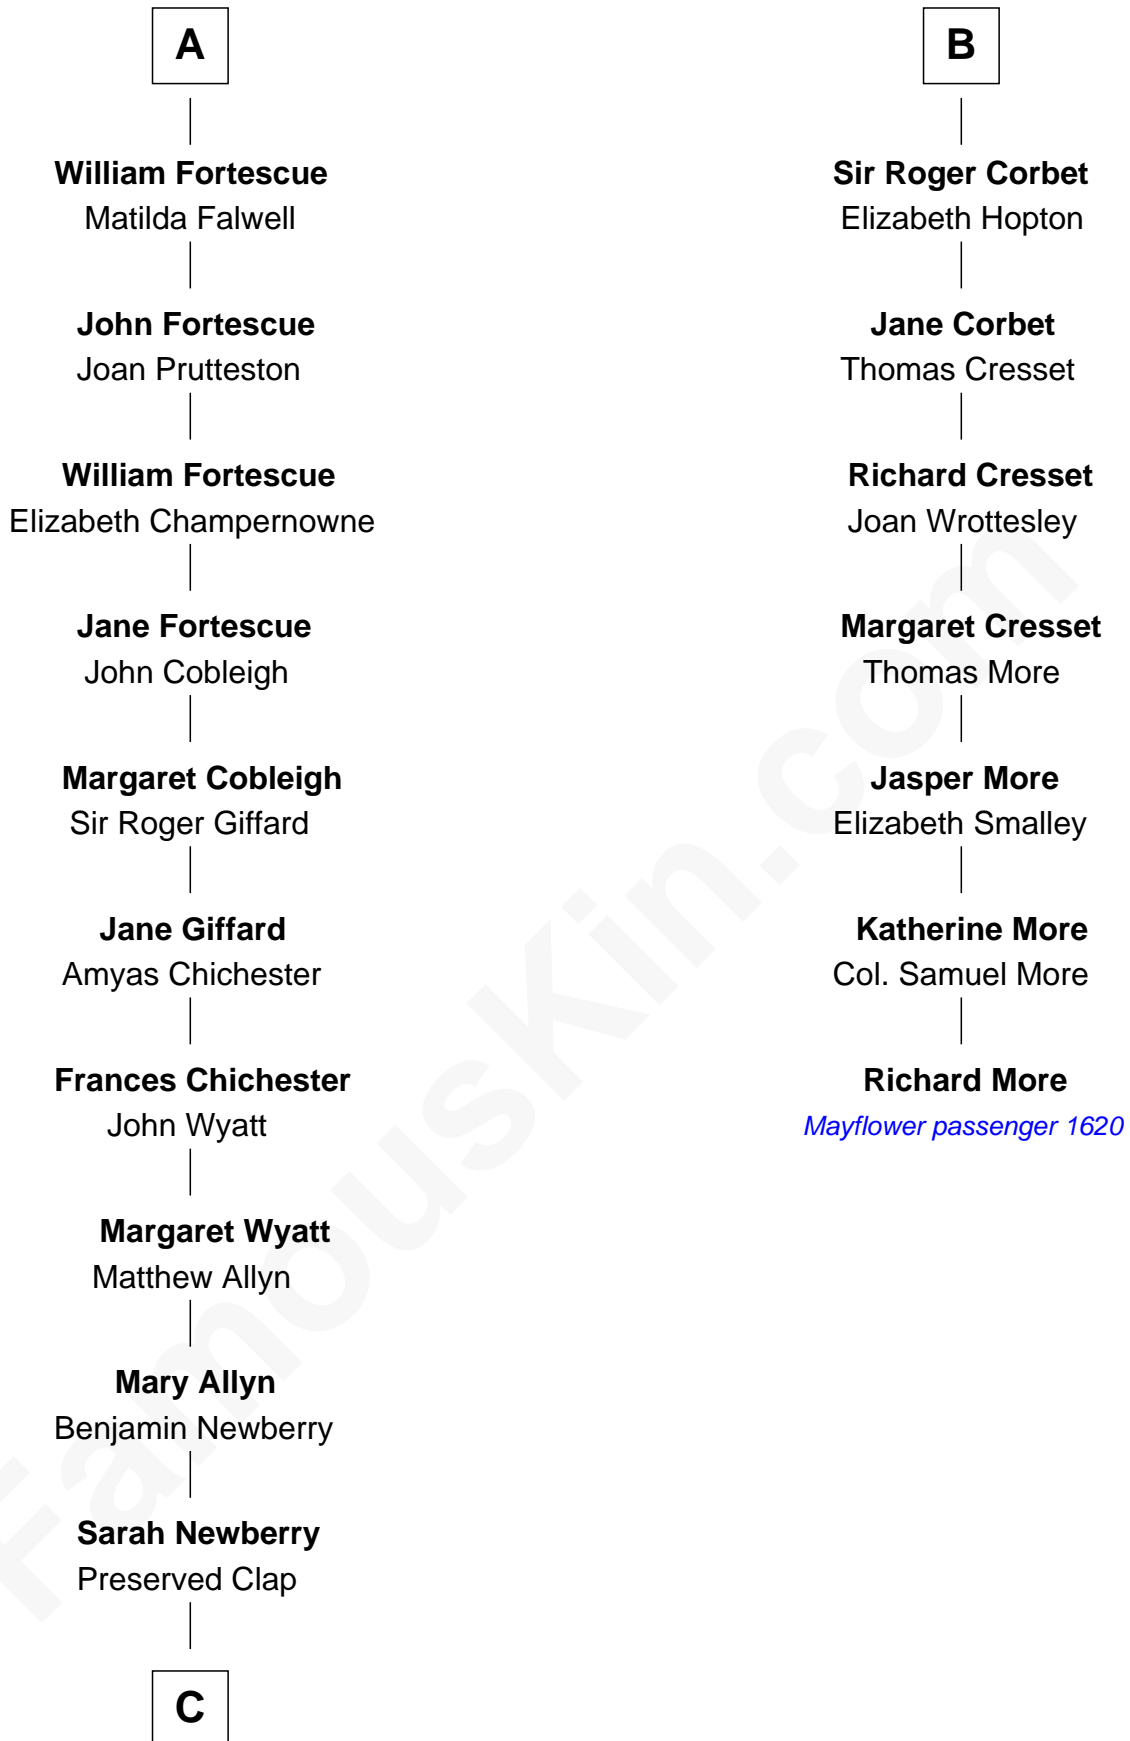 A
William Fortescue
Matilda Falwell
John Fortescue
Joan Prutteston
William Fortescue
Elizabeth Champernowne
Jane Fortescue
John Cobleigh
Margaret Cobleigh
Sir Roger Giffard
Jane Giffard
Amyas Chichester
Frances Chichester
John Wyatt
Margaret Wyatt
Matthew Allyn
Mary Allyn
Benjamin Newberry
Sarah Newberry
Preserved Clap
C
B
Sir Roger Corbet
Elizabeth Hopton
Jane Corbet
Thomas Cresset
Richard Cresset
Joan Wrottesley
Margaret Cresset
Thomas More
Jasper More
Elizabeth Smalley
Katherine More
Col. Samuel More
Richard More
Mayflower passenger 1620
FamousKin.com